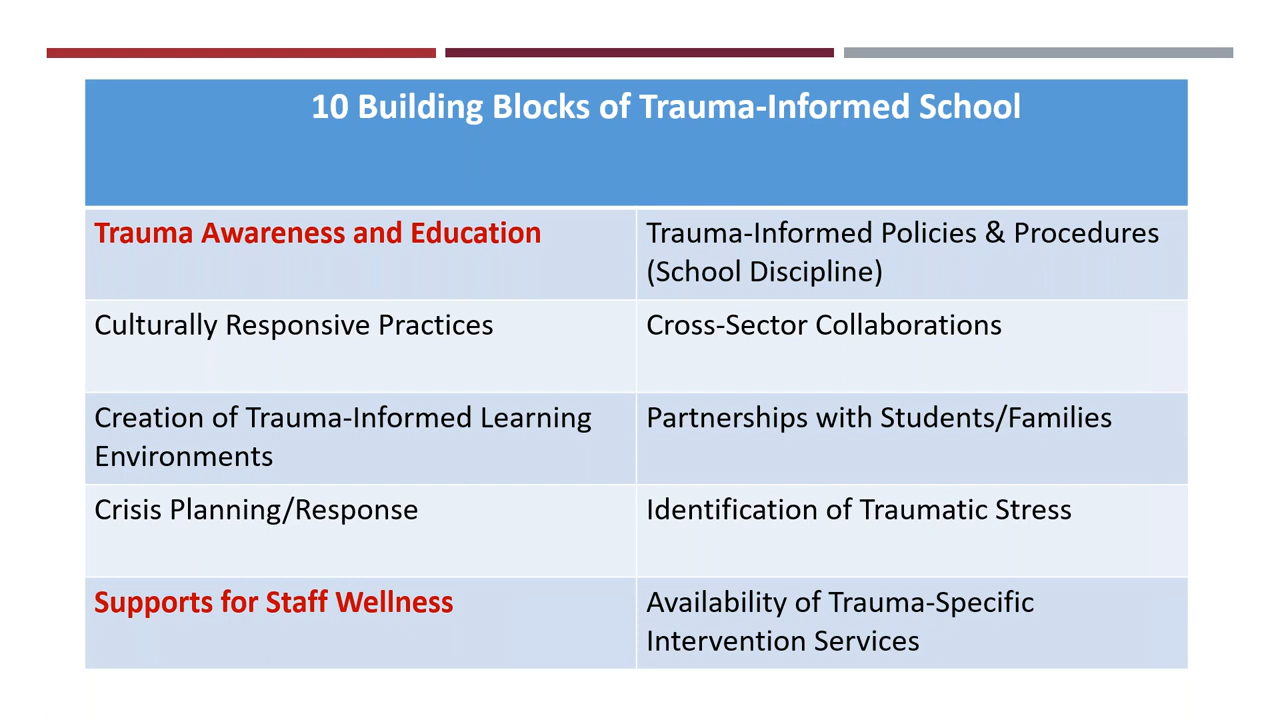 10 Building Blocks of Trauma-Informed School
Trauma Awareness and Education
Trauma-Informed Policies & Procedures
(School Discipline)
Culturally Responsive Practices
Cross-Sector Collaborations
Creation of Trauma-Informed Learning
Environments
Partnerships with Students/Families
Crisis Planning/Response
Identification of Traumatic Stress
Supports for Staff Wellness
Availability of Trauma-Specific
Intervention Services